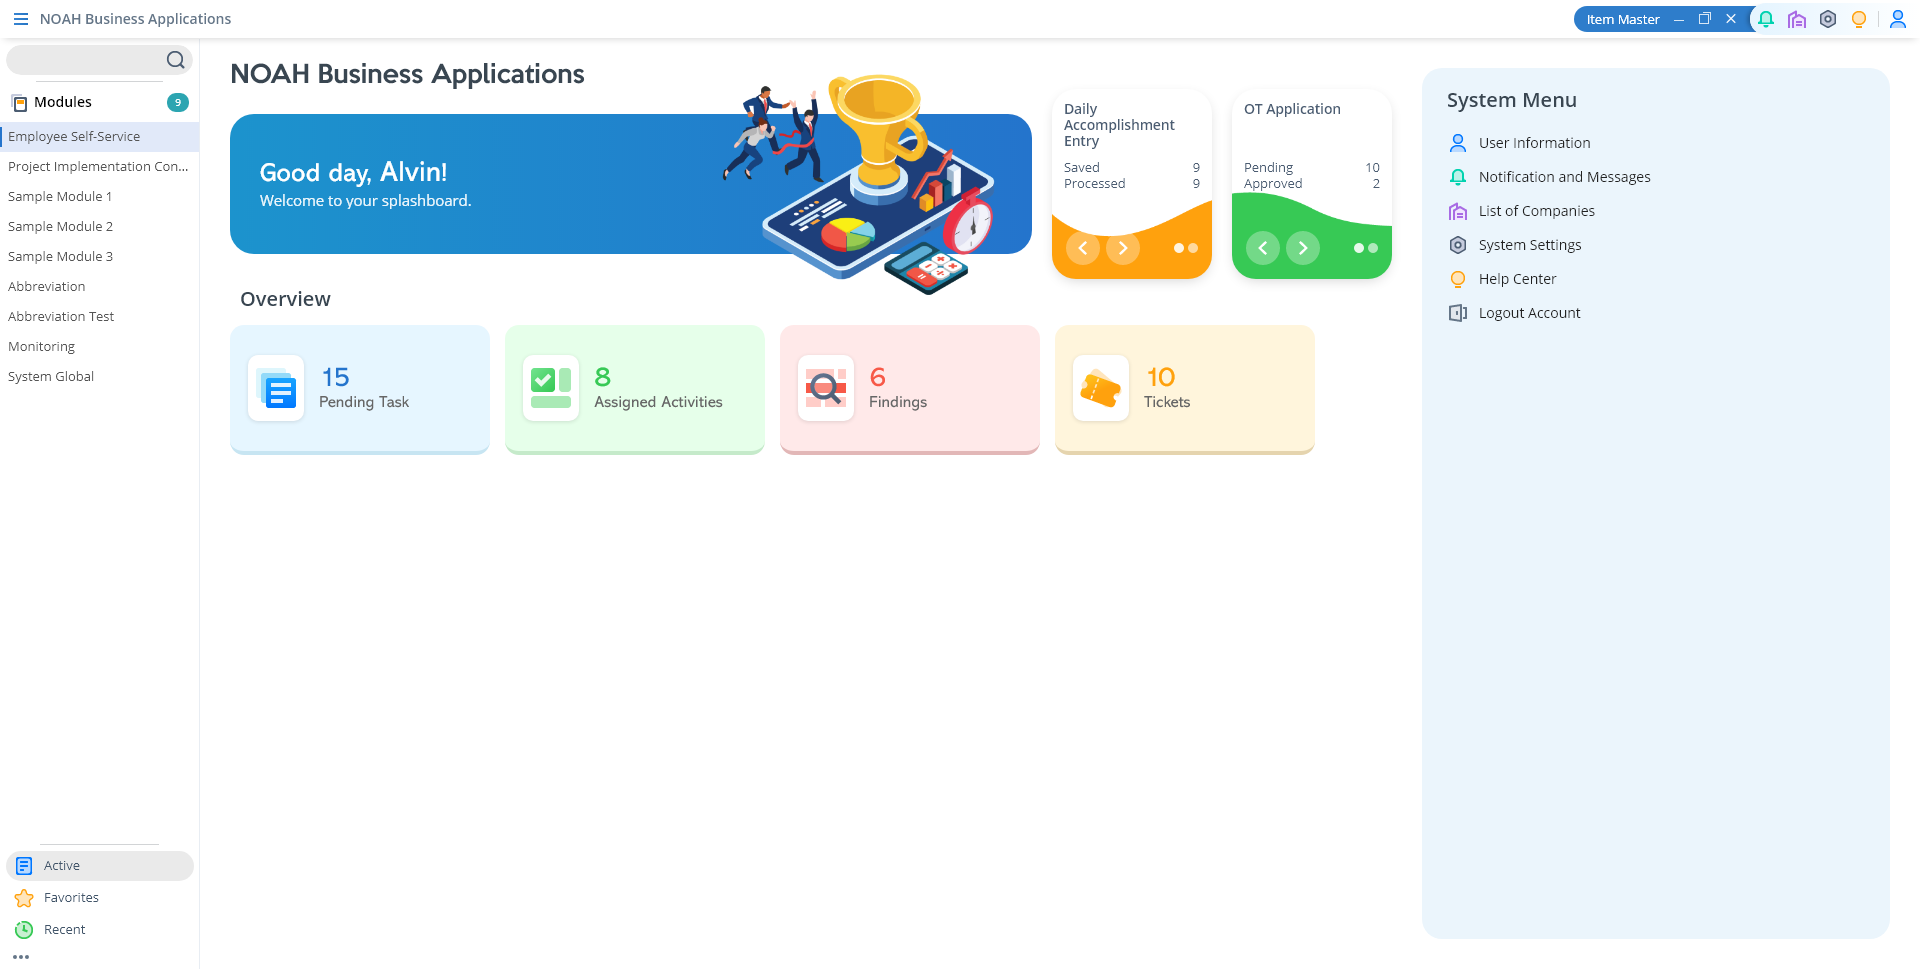 NOAH Business Applications
Item Master
Modules
9
Employee Self-Service
Project Implementation Con...
Sample Module 1
Sample Module 2
Sample Module 3
Abbreviation
Abbreviation Test
Monitoring
System Global
Active
Favorites
Recent
NOAH Business Applications
Good day, Alvin!
Welcome to your splashboard.
Daily
Accomplishment
Entry
Saved 9
Processed 9
OT Application
Pending 10
Approved 2
Overview
15
Pending Task
8
Assigned Activities
6
Findings
10
Tickets
System Menu
User Information
Notification and Messages
List of Companies
System Settings
Help Center
Logout Account